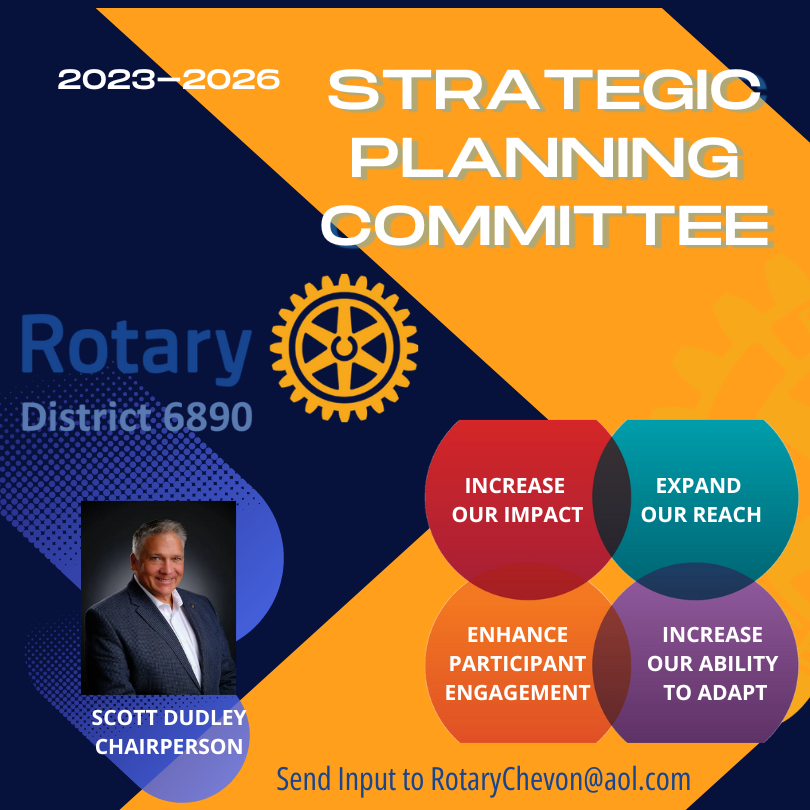 2023-2026
STRATEGIC
PLANNING
COMMITTEE
Rotary
District 6890
INCREASE
OUR IMPACT
EXPAND
OUR REACH
ENHANCE
PARTICIPANT
ENGAGEMENT
INCREASE
OUR ABILITY
TO ADAPT
SCOTT DUDLEY
CHAIRPERSON
Send Input to RotaryChevon@aol.com